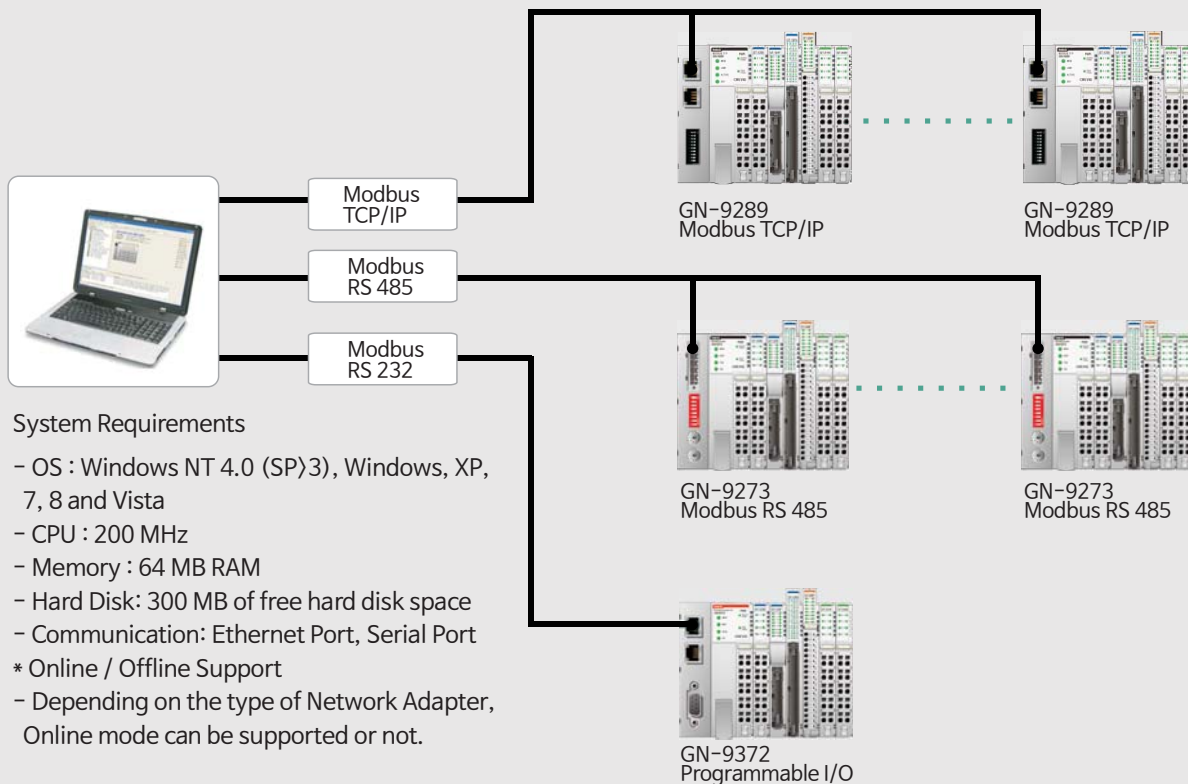 Modbus
TCP/IP
Modbus
RS 485
Modbus
RS 232
GN-9289
Modbus TCP/IP
GN-9289
Modbus TCP/IP
GN-9273
Modbus RS 485
GN-9273
Modbus RS 485
GN-9372
Programmable I/O
System Requirements
- OS : Windows NT 4.0 (SP〉3), Windows, XP,
7, 8 and Vista
- CPU : 200 MHz
- Memory : 64 MB RAM
- Hard Disk: 300 MB of free hard disk space
- Communication: Ethernet Port, Serial Port
* Online / Offline Support
- Depending on the type of Network Adapter,
Online mode can be supported or not.